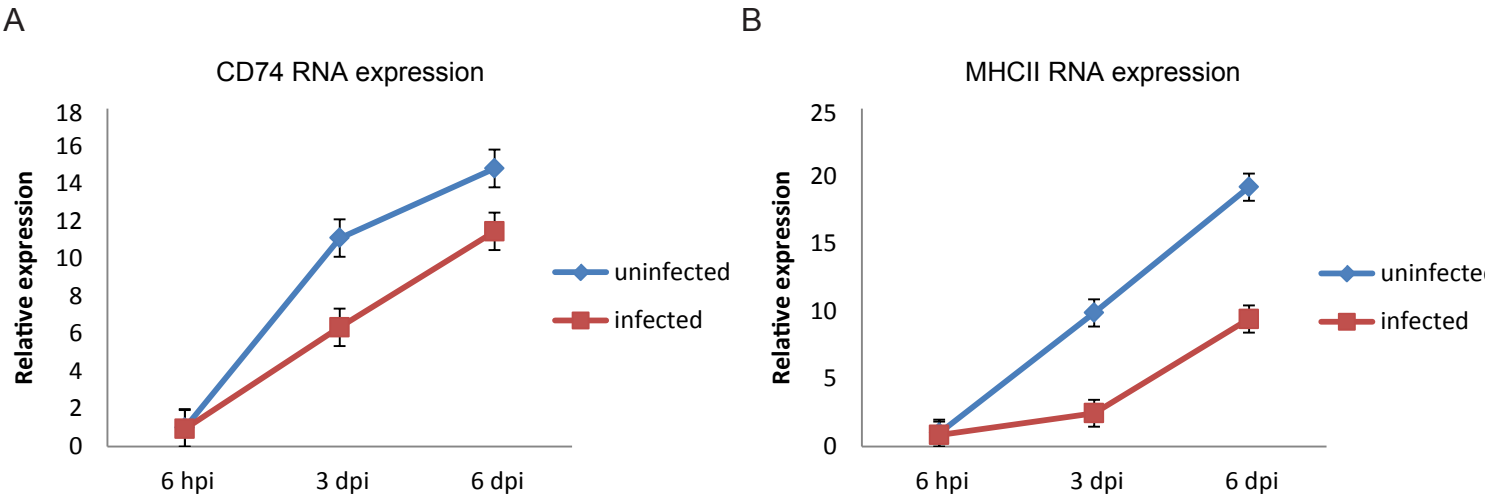 A
CD74 RNA expression
Relative expression
18
16
14
12
10
8
6
4
2
0
6 hpi 3 dpi 6 dpi
uninfected
infected
B
MHCII RNA expression
Relative expression
25
20
15
10
5
0
6 hpi 3 dpi 6 dpi
uninfecte
infected